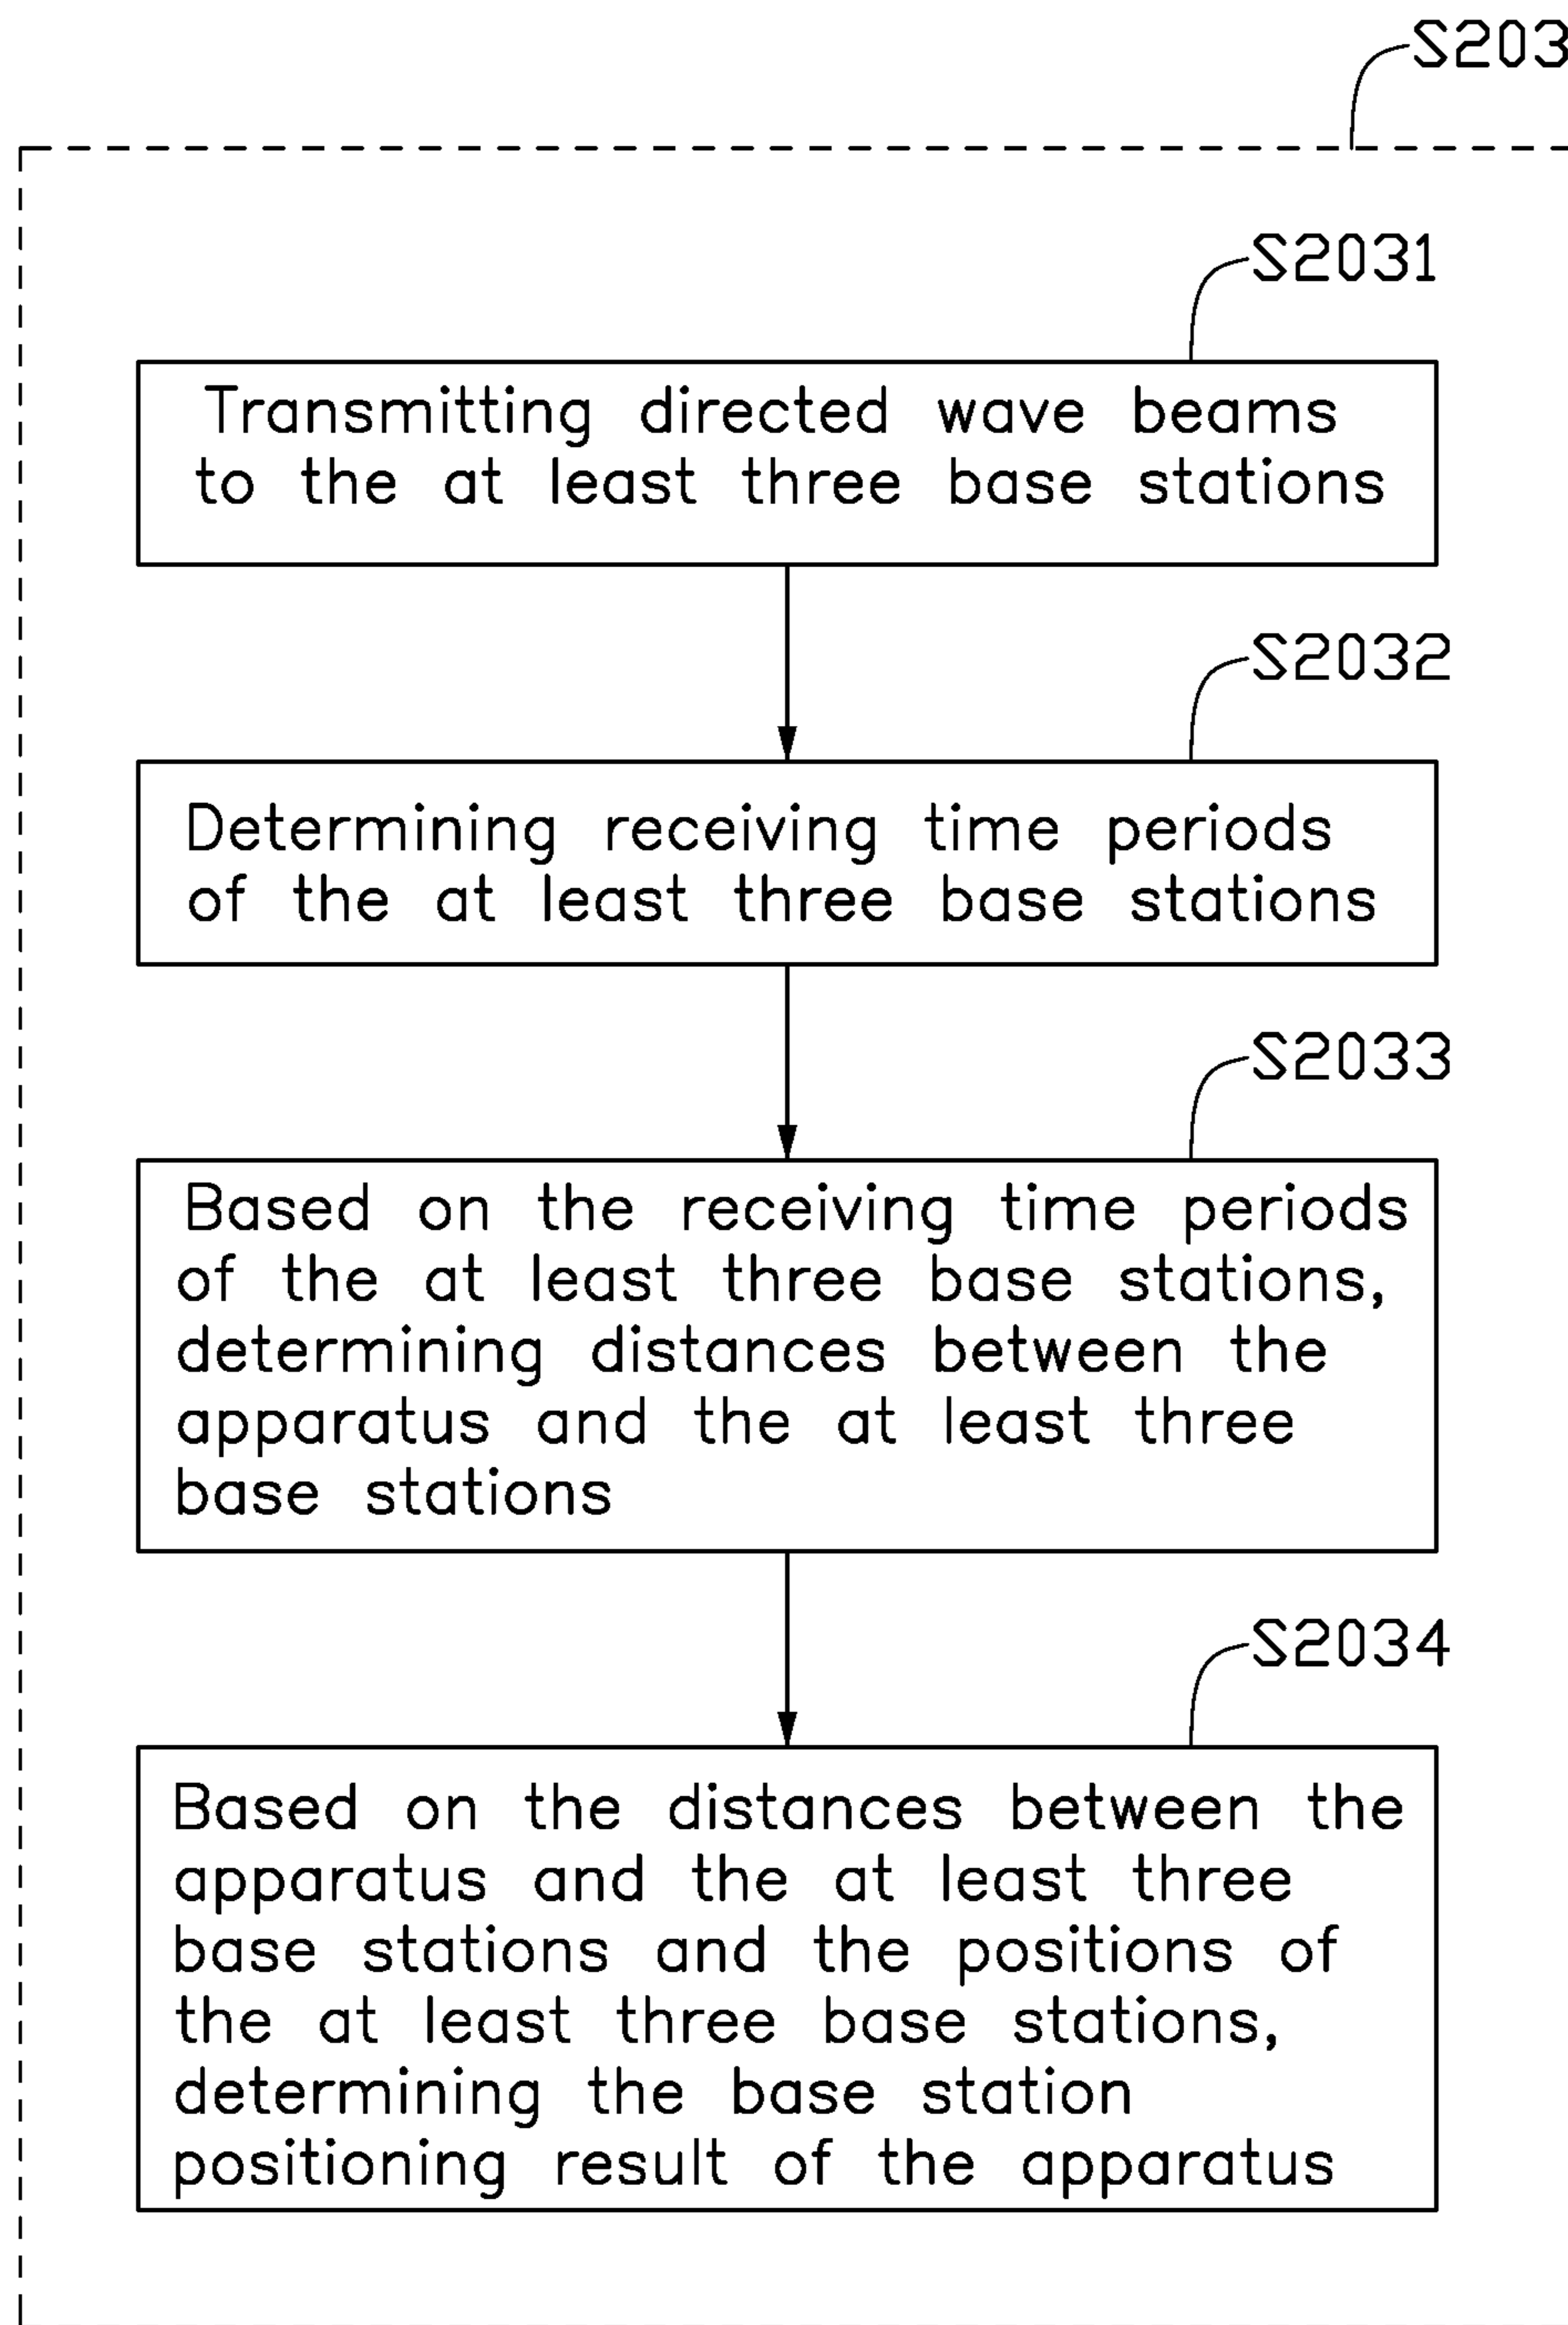 S203
S2031
Transmitting directed wave beams
to the at least three base stations
S2032
Determining receiving time periods
of the at least three base stations
S2033
Based on the receiving time periods
of the at least three base stations,
determining distances between the
apparatus and the at least three
base stations
S2034
Based on the distances between the
apparatus and the at least three
base stations and the positions of
the at least three base stations,
determining the base station
positioning result of the apparatus